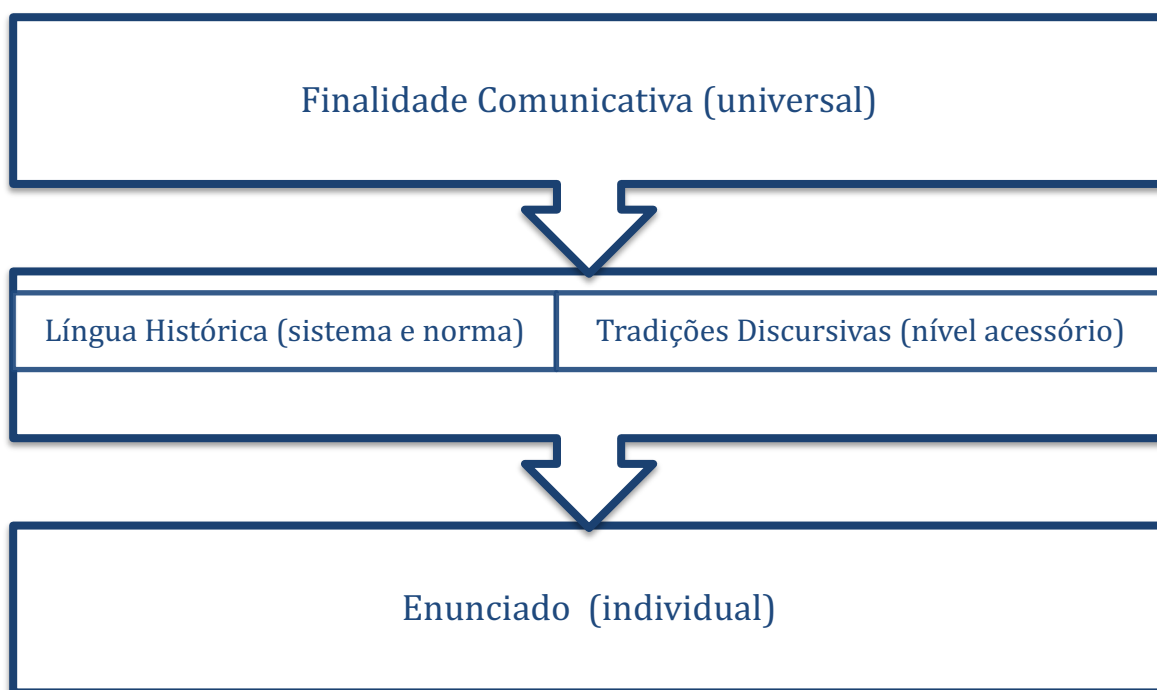 Finalidade Comunicativa (universal)
Língua Histórica (sistema e norma)
Tradições Discursivas (nível acessório)
Enunciado (individual)